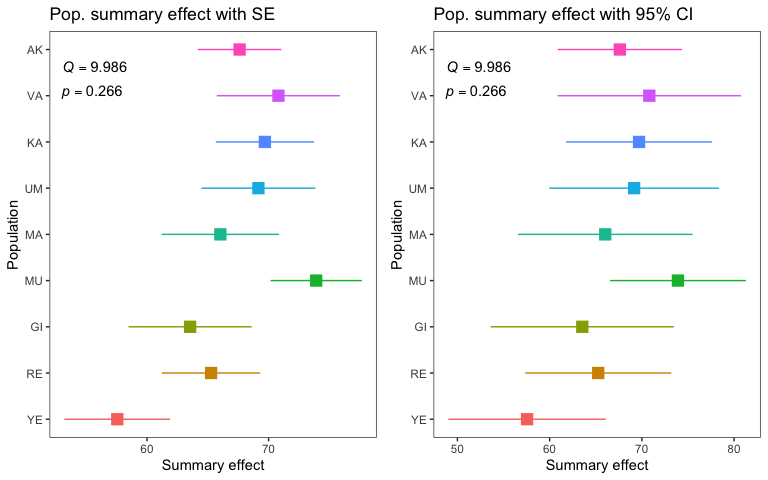 Pop. summary effect with SE
Q = 9.986
p = 0.266
AK
VA
KA
UM
MA
MU
GI
RE
YE
Population
60 70
Summary effect
Pop. summary effect with 95% CI
Q = 9.986
p = 0.266
AK
VA
KA
UM
MA
MU
GI
RE
YE
Population
50 60 70 80
Summary effect